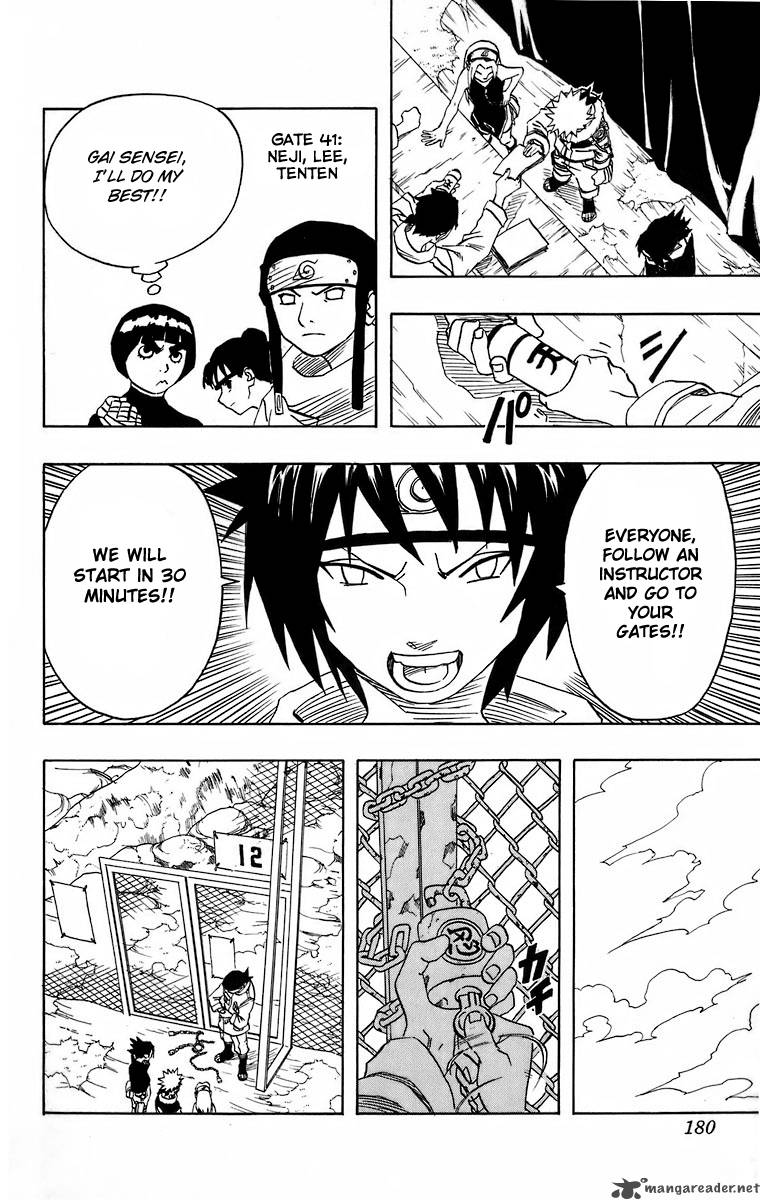 天
パ
GATE 41:
NEJI, LEE,
TENTEN
GAI SENSEI,
I'LL DO MY
BEST!!
EVERYONE,
FOLLOW AN
INSTRUCTOR
AND GO TO
YOUR
GATES!!
WE WILL
START IN 30
MINUTES!!
忍
カチ
12
180
mangareader.net